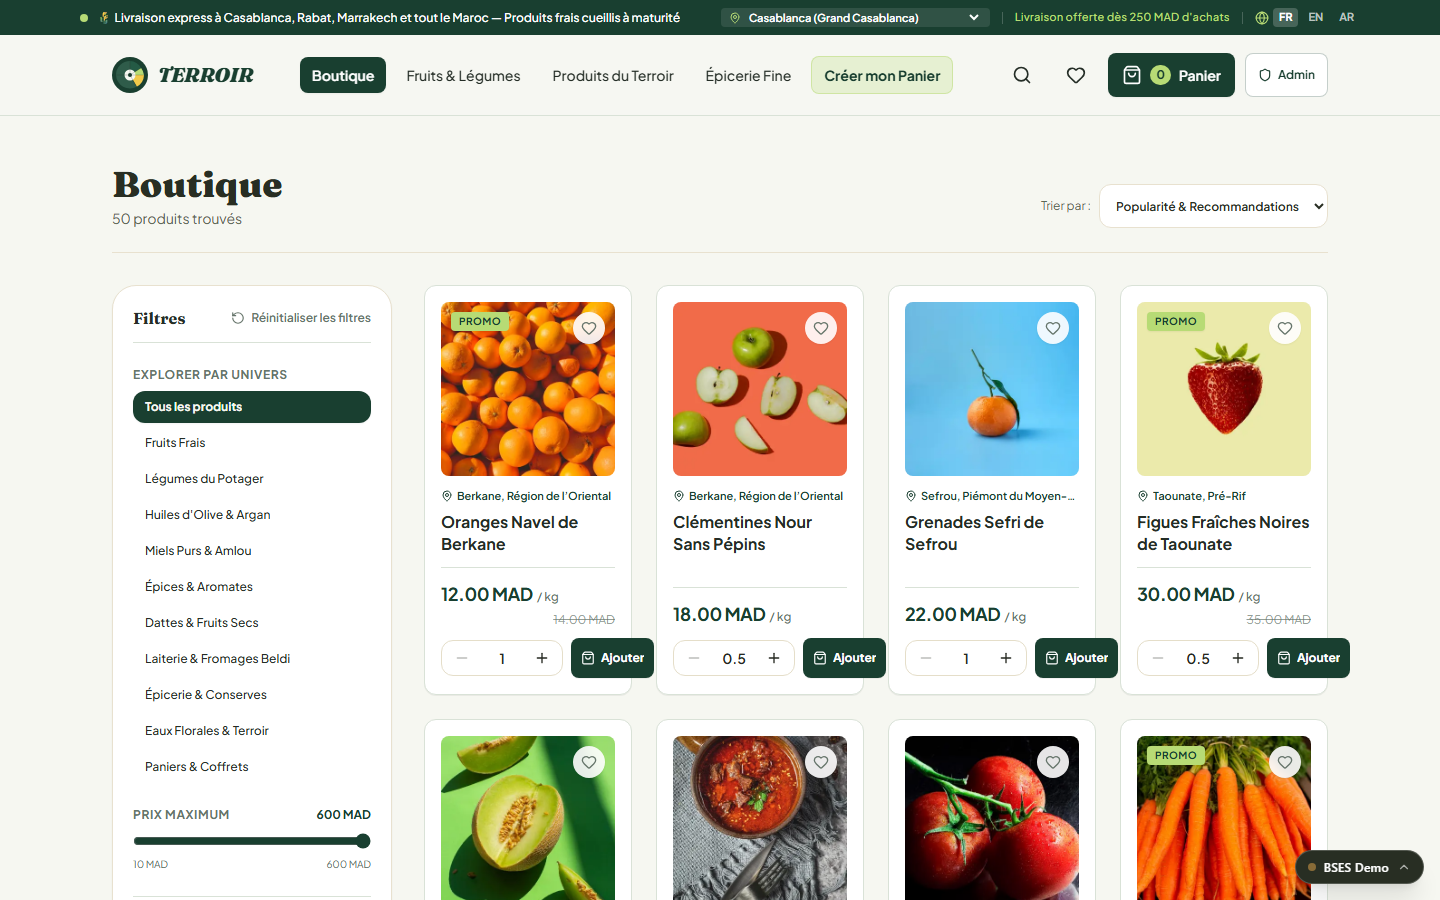 Livraison express à Casablanca, Rabat, Marrakech et tout le Maroc — Produits frais cueillis à maturité
Casablanca (Grand Casablanca)
Livraison offerte dès 250 MAD d'achats
FR EN AR
TERROIR
Boutique
Fruits & Légumes
Produits du Terroir
Épicerie Fine
Créer mon Panier
0 Panier
Admin
Boutique
50 produits trouvés
Trier par :
Popularité & Recommandations
Filtres
Réinitialiser les filtres
EXPLORER PAR UNIVERS
Tous les produits
Fruits Frais
Légumes du Potager
Huiles d'Olive & Argan
Miels Purs & Amlou
Épices & Aromates
Dattes & Fruits Secs
Laiterie & Fromages Beldi
Épicerie & Conserves
Eaux Florales & Terroir
Paniers & Coffrets
PRIX MAXIMUM 600 MAD
10 MAD 600 MAD
PROMO
Berkane, Région de l'Oriental
Oranges Navel de
Berkane
12.00 MAD / kg
14.00 MAD
− 1 +
Ajouter
Berkane, Région de l'Oriental
Clémentines Nour
Sans Pépins
18.00 MAD / kg
− 0.5 +
Ajouter
Sefrou, Piémont du Moyen-...
Grenades Sefri de
Sefrou
22.00 MAD / kg
− 1 +
Ajouter
PROMO
Taounate, Pré-Rif
Figues Fraîches Noires
de Taounate
30.00 MAD / kg
35.00 MAD
− 0.5 +
Ajouter
PROMO
BSES Demo